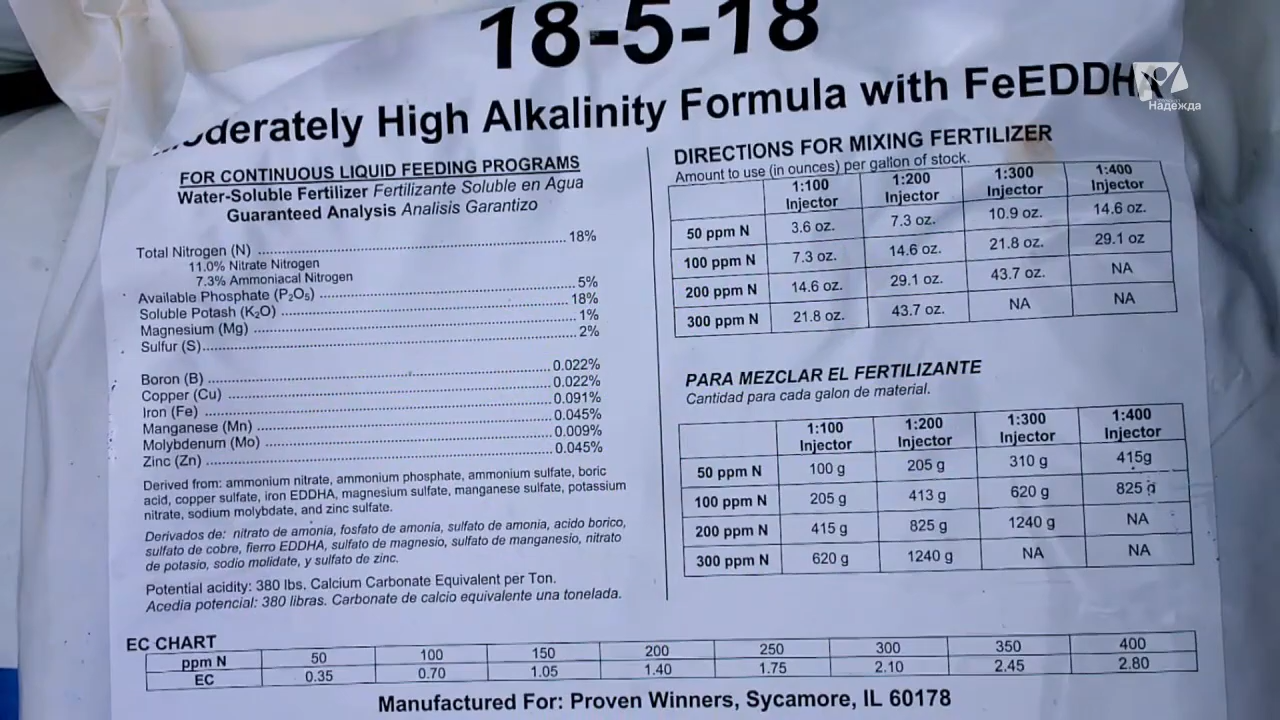 18-5-18
Moderately High Alkalinity Formula with FeEDDHA
Надежда
FOR CONTINUOUS LIQUID FEEDING PROGRAMS
Water-Soluble Fertilizer Fertilizante Soluble en Agua
Guaranteed Analysis Analisis Garantizo
Total Nitrogen (N) 18%
11.0% Nitrate Nitrogen
7.3% Ammoniacal Nitrogen
Available Phosphate (P₂O₅) 5%
Soluble Potash (K₂O) 18%
Magnesium (Mg) 1%
Sulfur (S) 2%
Boron (B) 0.022%
Copper (Cu) 0.022%
Iron (Fe) 0.091%
Manganese (Mn) 0.045%
Molybdenum (Mo) 0.009%
Zinc (Zn) 0.045%
Derived from: ammonium nitrate, ammonium phosphate, ammonium sulfate, boric
acid, copper sulfate, iron EDDHA, magnesium sulfate, manganese sulfate, potassium
nitrate, sodium molybdate, and zinc sulfate.
Derivados de: nitrato de amonia, fosfato de amonia, sulfato de amonia, acido borico,
sulfato de cobre, fierro EDDHA, sulfato de magnesio, sulfato de manganesio, nitrato
de potasio, sodio molidate, y sulfato de zinc.
Potential acidity: 380 lbs. Calcium Carbonate Equivalent per Ton.
Acedia potencial: 380 libras. Carbonate de calcio equivalente una tonelada.
DIRECTIONS FOR MIXING FERTILIZER
Amount to use (in ounces) per gallon of stock.
1:100 Injector 1:200 Injector 1:300 Injector 1:400 Injector
50 ppm N 3.6 oz. 7.3 oz. 10.9 oz. 14.6 oz.
100 ppm N 7.3 oz. 14.6 oz. 21.8 oz. 29.1 oz
200 ppm N 14.6 oz. 29.1 oz. 43.7 oz. NA
300 ppm N 21.8 oz. 43.7 oz. NA NA
PARA MEZCLAR EL FERTILIZANTE
Cantidad para cada galon de material.
1:100 Injector 1:200 Injector 1:300 Injector 1:400 Injector
50 ppm N 100 g 205 g 310 g 415g
100 ppm N 205 g 413 g 620 g 825 g
200 ppm N 415 g 825 g 1240 g NA
300 ppm N 620 g 1240 g NA NA
EC CHART
ppm N 50 100 150 200 250 300 350 400
EC 0.35 0.70 1.05 1.40 1.75 2.10 2.45 2.80
Manufactured For: Proven Winners, Sycamore, IL 60178